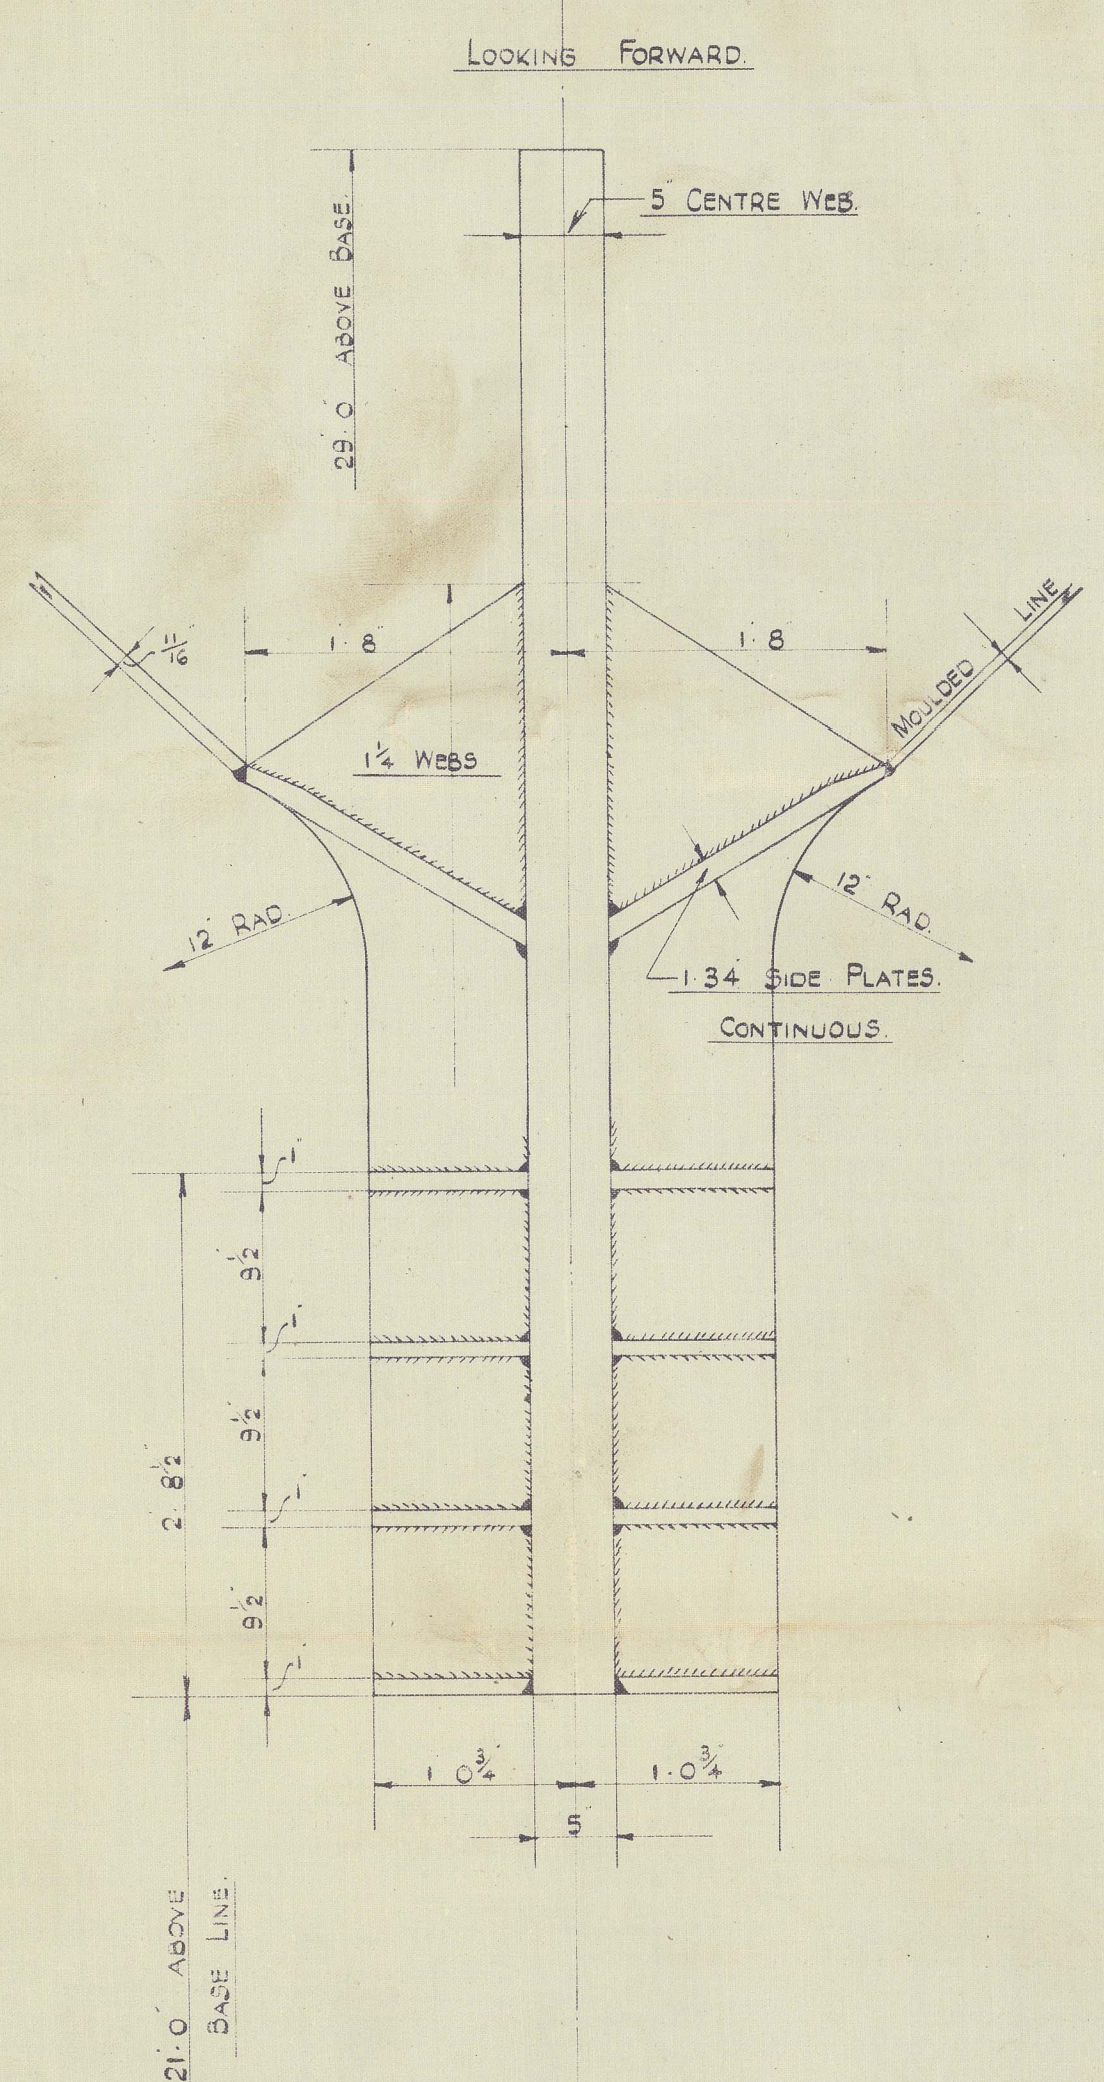 LOOKING FORWARD.
5" CENTRE WEB.
29'. 0" ABOVE BASE.
11/16"
1'. 8"
1'. 8"
MOULDED LINE
1¼" WEBS
12" RAD.
12" RAD.
1.34" SIDE PLATES.
CONTINUOUS.
1"
9½"
1"
9½"
2'. 8½"
1"
9½"
1"
1'. 0¾"
1'. 0¾"
5"
21'. 0" ABOVE
BASE LINE.